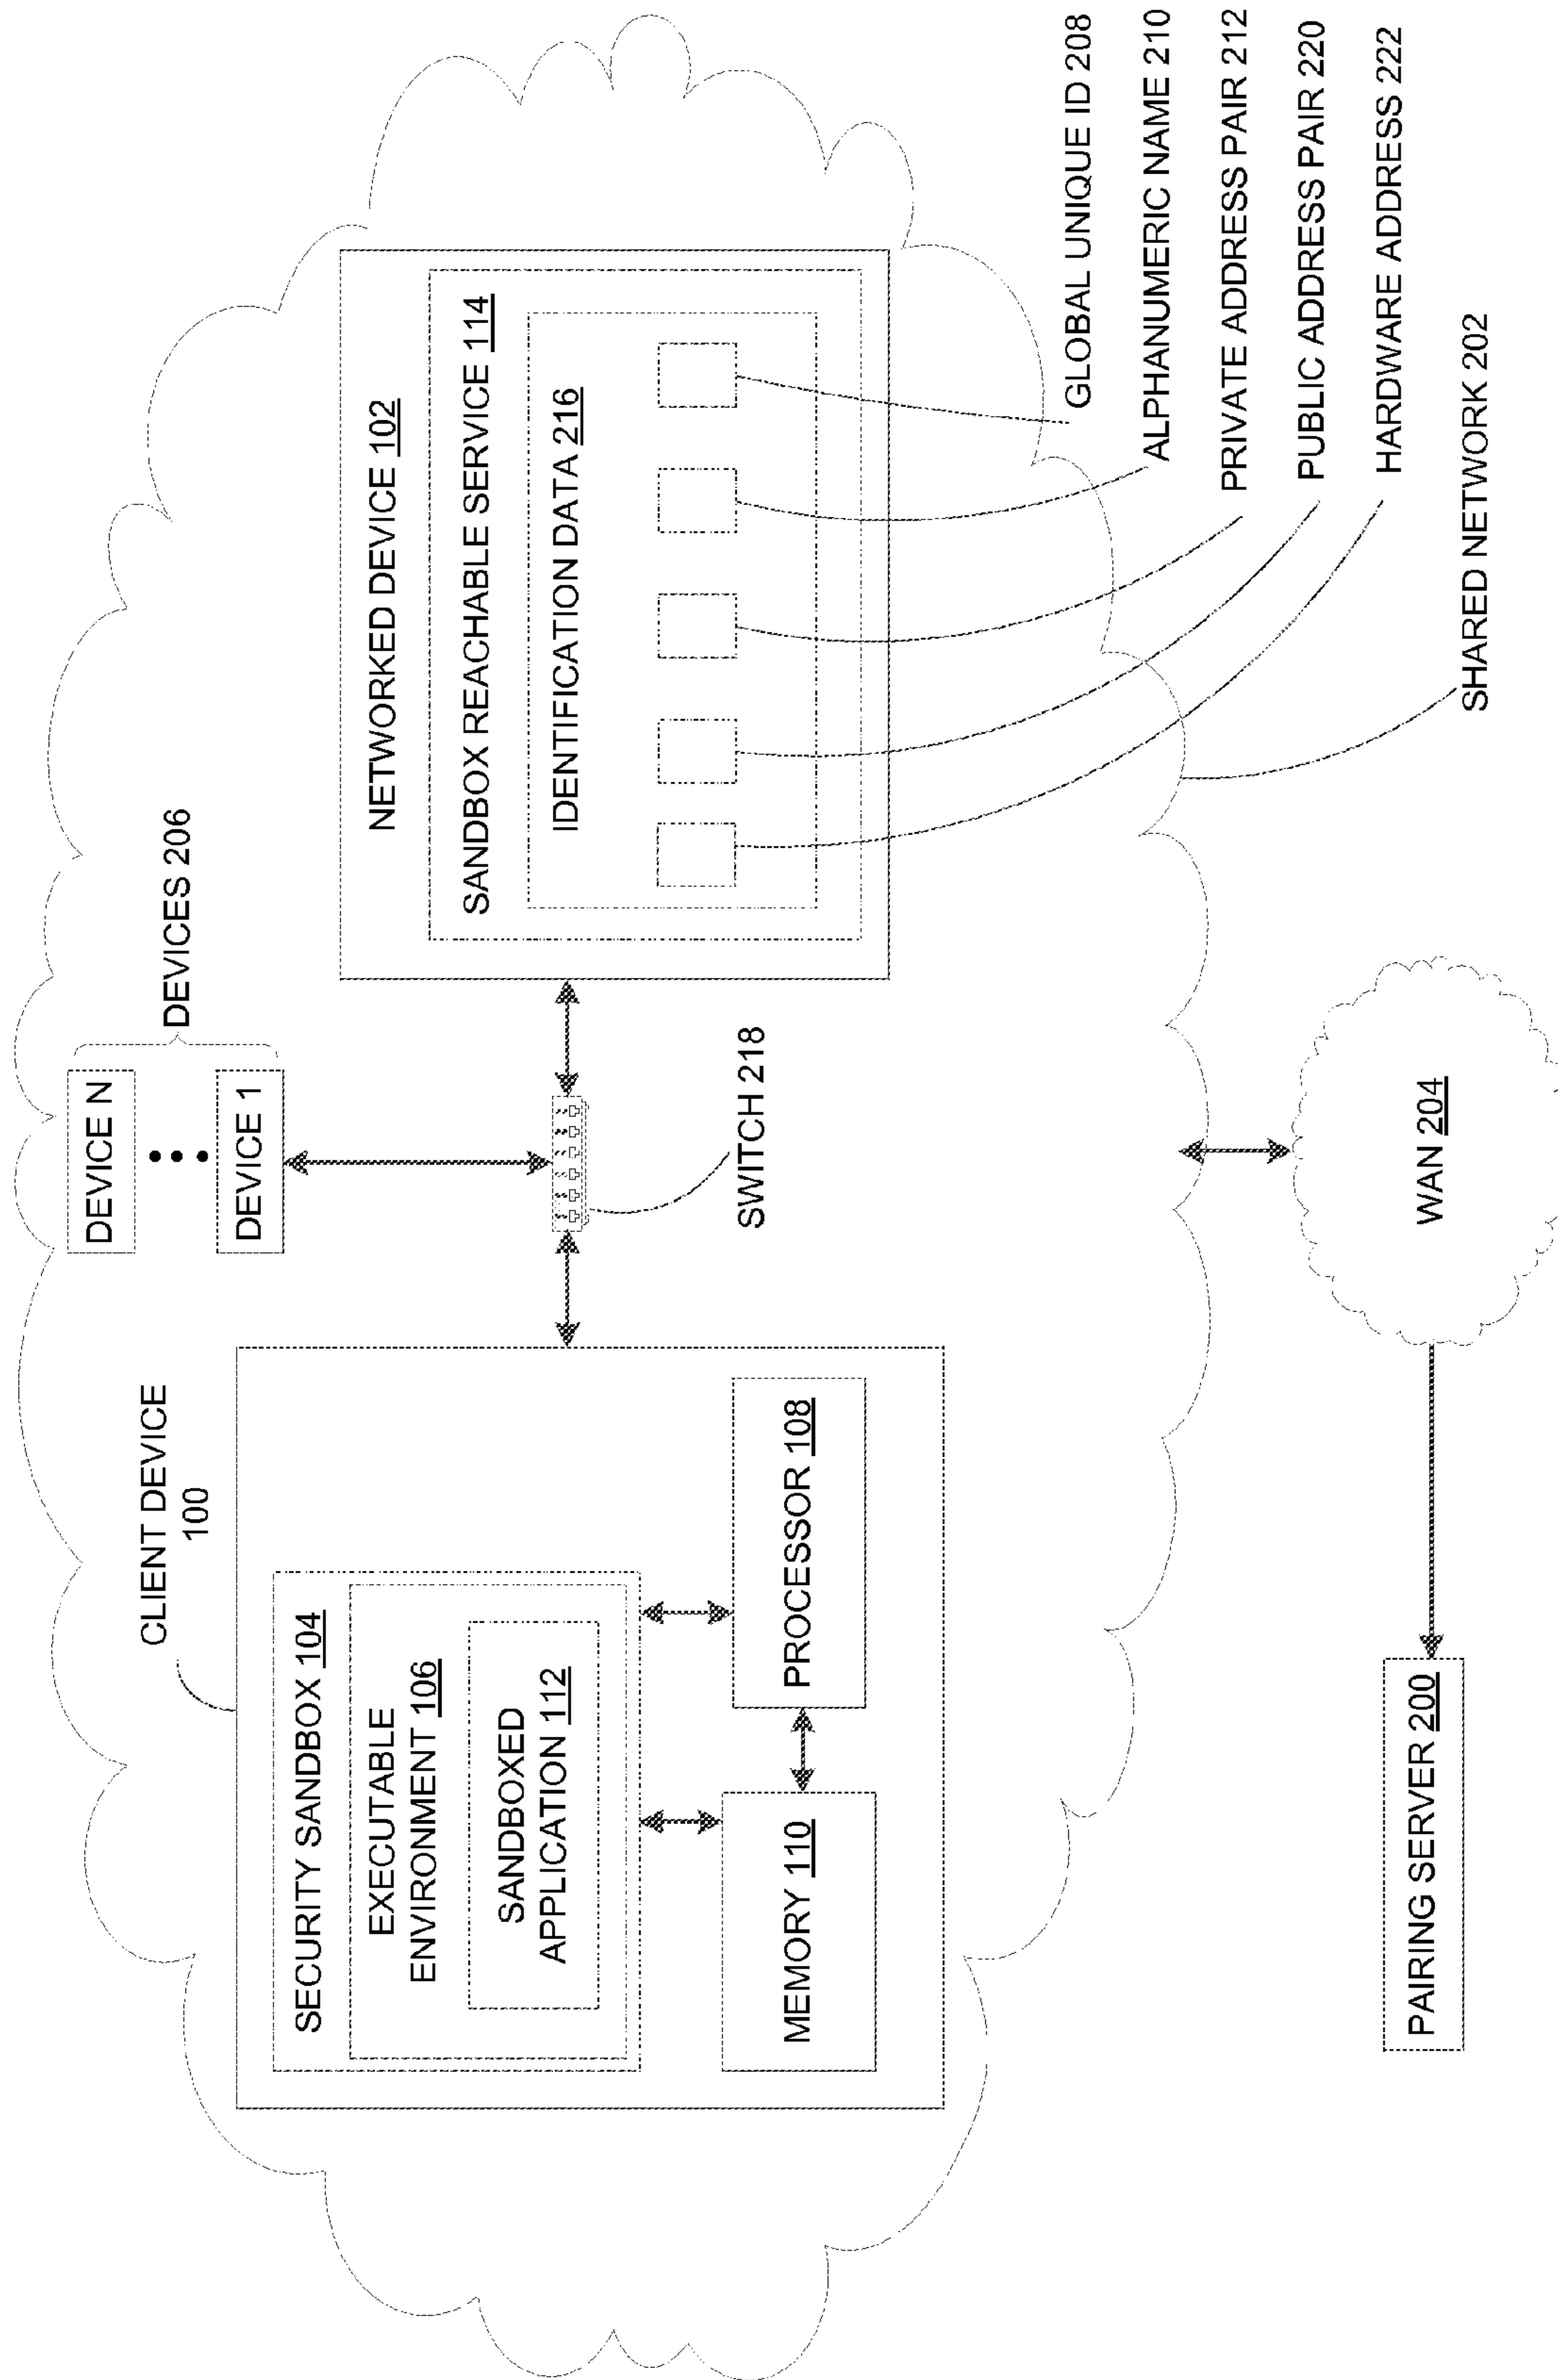 CLIENT DEVICE
100
SECURITY SANDBOX 104
EXECUTABLE
ENVIRONMENT 106
SANDBOXED
APPLICATION 112
MEMORY 110
PROCESSOR 108
DEVICE N
DEVICE 1
DEVICES 206
SWITCH 218
NETWORKED DEVICE 102
SANDBOX REACHABLE SERVICE 114
IDENTIFICATION DATA 216
GLOBAL UNIQUE ID 208
ALPHANUMERIC NAME 210
PRIVATE ADDRESS PAIR 212
PUBLIC ADDRESS PAIR 220
HARDWARE ADDRESS 222
SHARED NETWORK 202
WAN 204
PAIRING SERVER 200